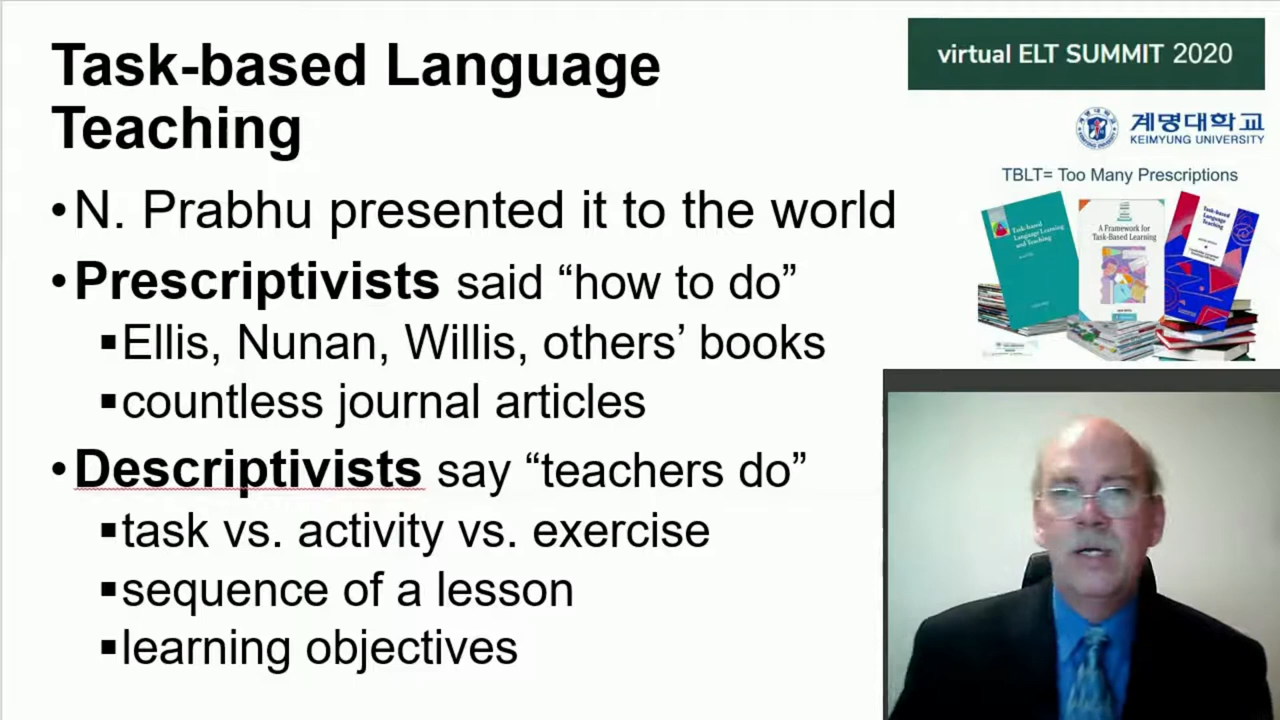 Task-based Language
Teaching
•N. Prabhu presented it to the world
•Prescriptivists said “how to do”
▪Ellis, Nunan, Willis, others’ books
▪countless journal articles
•Descriptivists say “teachers do”
▪task vs. activity vs. exercise
▪sequence of a lesson
▪learning objectives
virtual ELT SUMMIT 2020
계명대학교
KEIMYUNG UNIVERSITY
TBLT= Too Many Prescriptions
Task-based
Language Learning
and Teaching
A Framework for
Task-Based Learning
Task-based
Language
Teaching